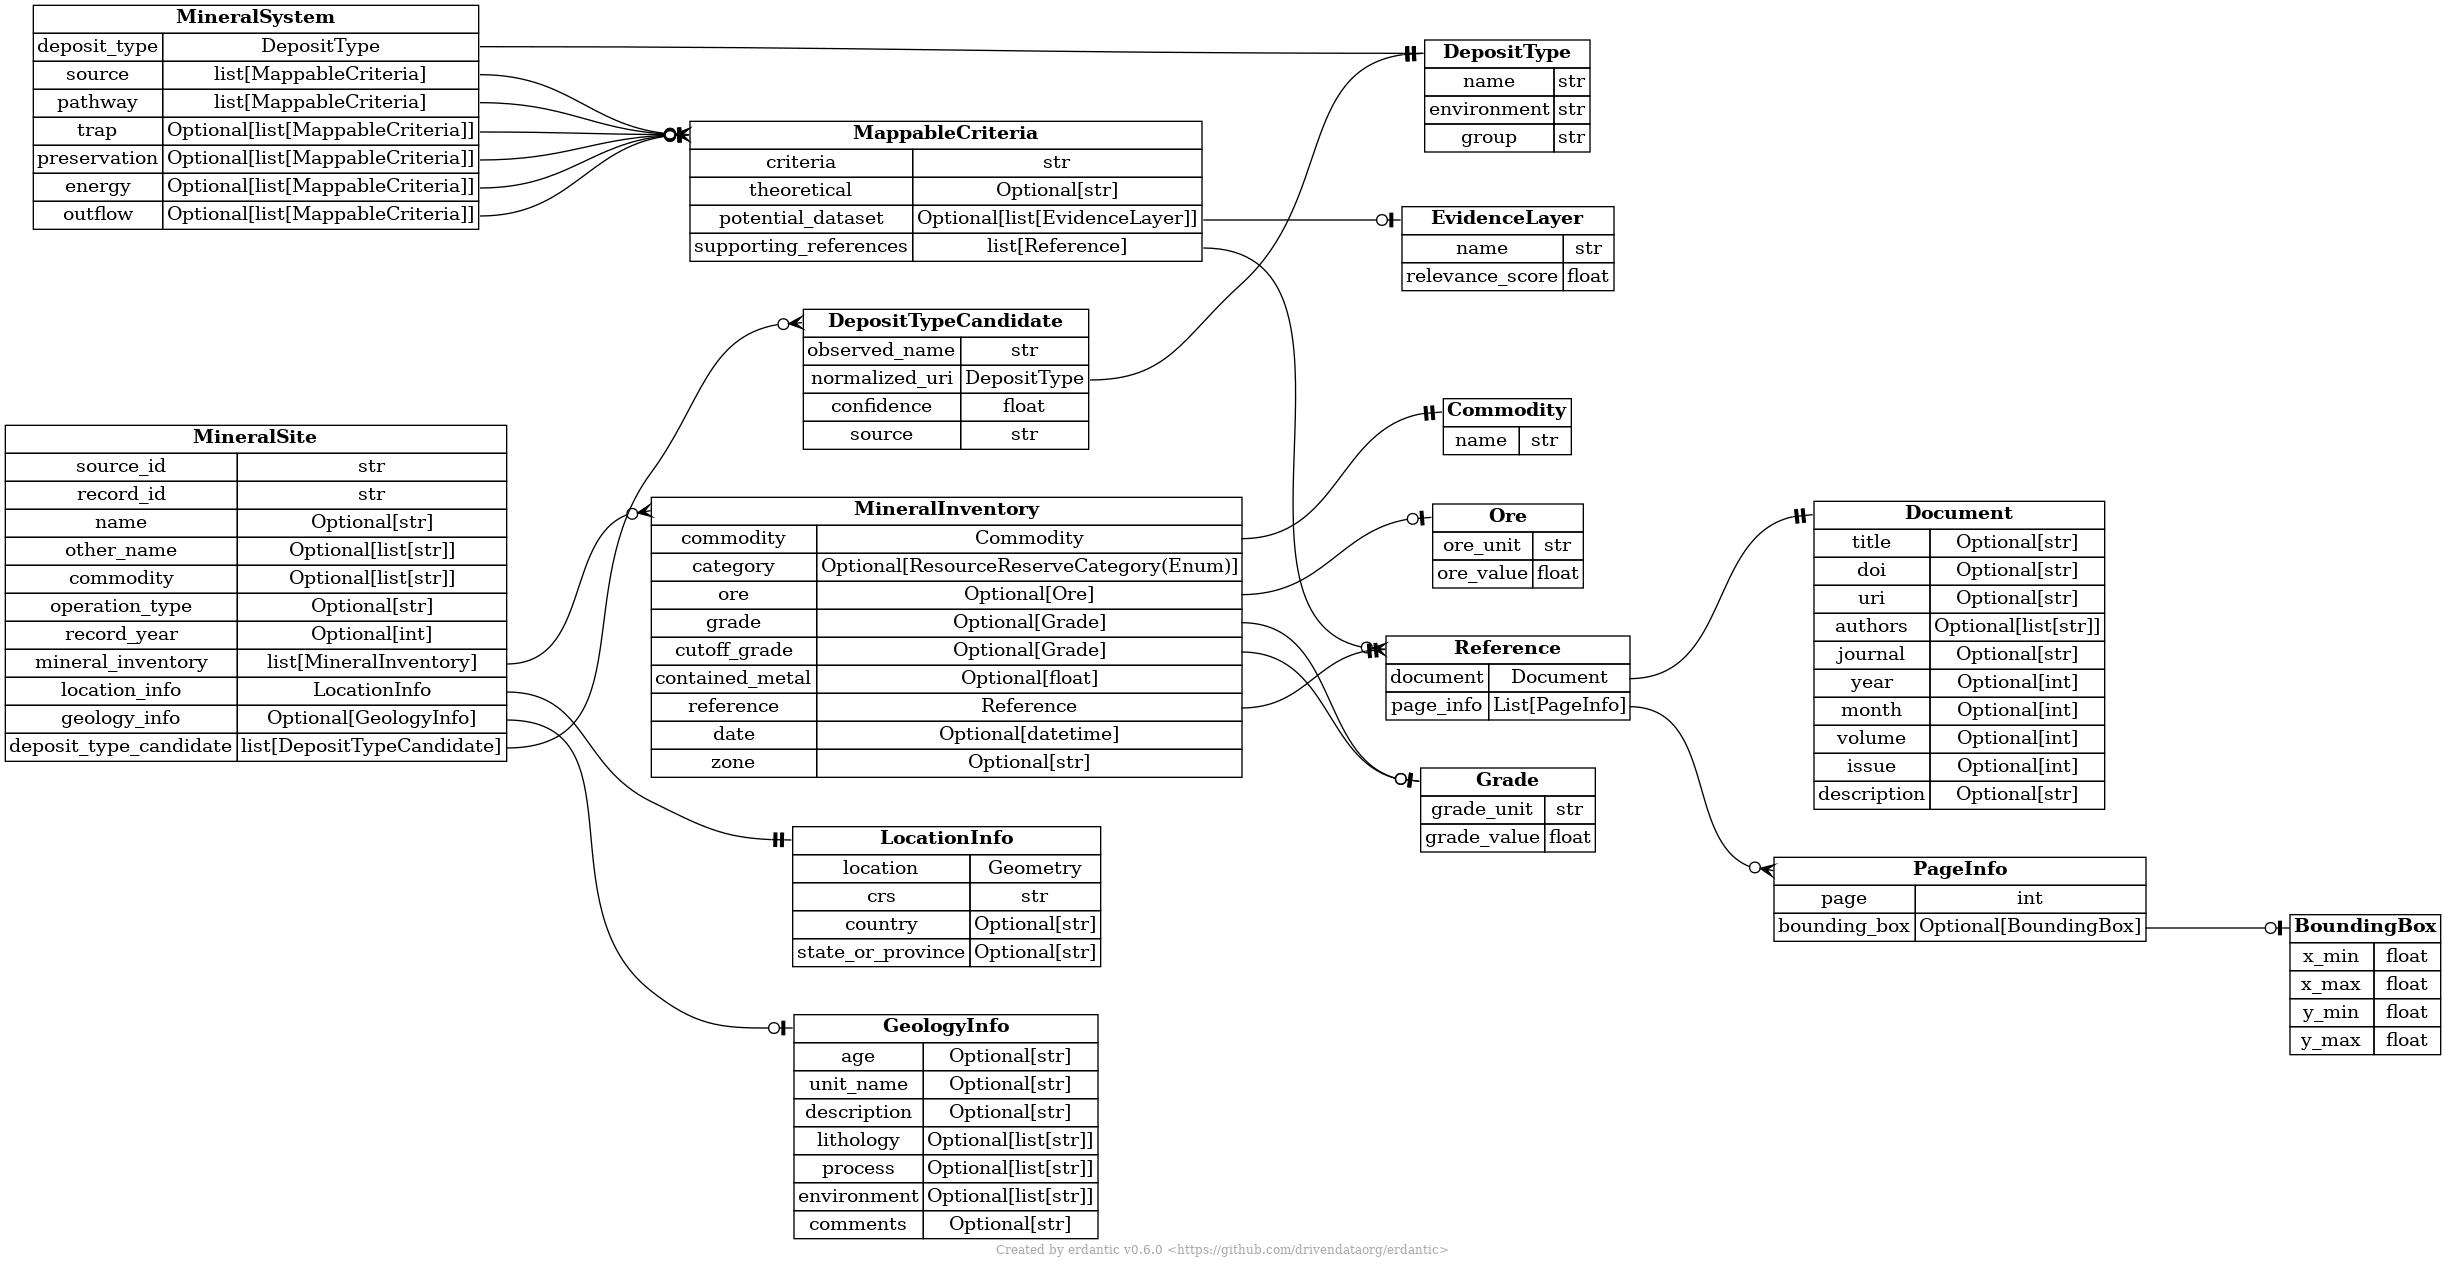 MineralSystem
deposit_type DepositType
source list[MappableCriteria]
pathway list[MappableCriteria]
trap Optional[list[MappableCriteria]]
preservation Optional[list[MappableCriteria]]
energy Optional[list[MappableCriteria]]
outflow Optional[list[MappableCriteria]]
DepositType
name str
environment str
group str
MappableCriteria
criteria str
theoretical Optional[str]
potential_dataset Optional[list[EvidenceLayer]]
supporting_references list[Reference]
EvidenceLayer
name str
relevance_score float
DepositTypeCandidate
observed_name str
normalized_uri DepositType
confidence float
source str
Commodity
name str
MineralSite
source_id str
record_id str
name Optional[str]
other_name Optional[list[str]]
commodity Optional[list[str]]
operation_type Optional[str]
record_year Optional[int]
mineral_inventory list[MineralInventory]
location_info LocationInfo
geology_info Optional[GeologyInfo]
deposit_type_candidate list[DepositTypeCandidate]
MineralInventory
commodity Commodity
category Optional[ResourceReserveCategory(Enum)]
ore Optional[Ore]
grade Optional[Grade]
cutoff_grade Optional[Grade]
contained_metal Optional[float]
reference Reference
date Optional[datetime]
zone Optional[str]
Ore
ore_unit str
ore_value float
Reference
document Document
page_info List[PageInfo]
Grade
grade_unit str
grade_value float
Document
title Optional[str]
doi Optional[str]
uri Optional[str]
authors Optional[list[str]]
journal Optional[str]
year Optional[int]
month Optional[int]
volume Optional[int]
issue Optional[int]
description Optional[str]
LocationInfo
location Geometry
crs str
country Optional[str]
state_or_province Optional[str]
PageInfo
page int
bounding_box Optional[BoundingBox]
BoundingBox
x_min float
x_max float
y_min float
y_max float
GeologyInfo
age Optional[str]
unit_name Optional[str]
description Optional[str]
lithology Optional[list[str]]
process Optional[list[str]]
environment Optional[list[str]]
comments Optional[str]
Created by erdantic v0.6.0 <https://github.com/drivendataorg/erdantic>